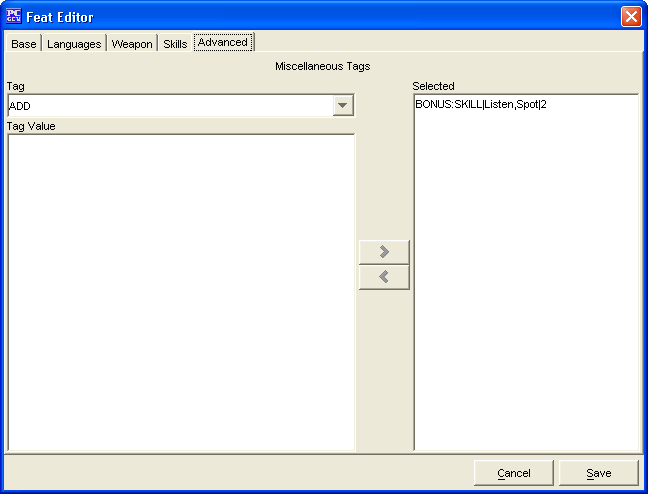 PC GEN Feat Editor
Base Languages Weapon Skills Advanced
Miscellaneous Tags
Tag
ADD
Tag Value
Selected
BONUS:SKILL|Listen,Spot|2
Cancel Save